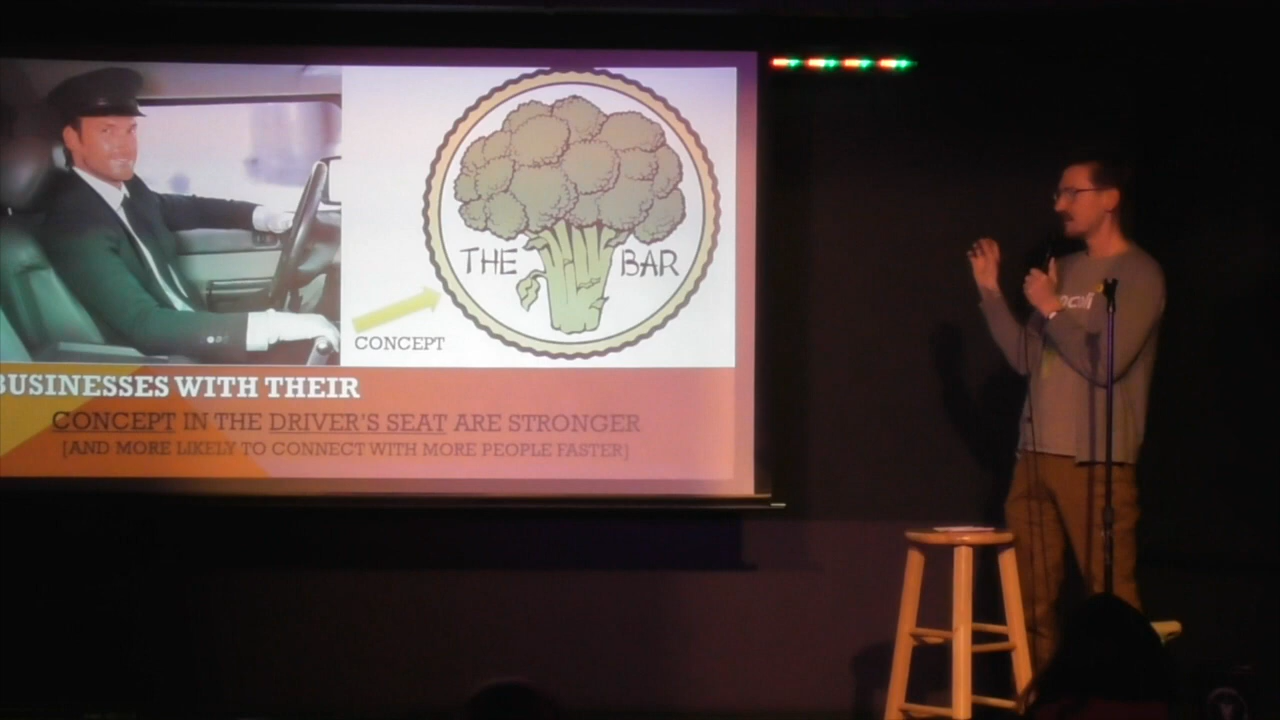 THE BAR
CONCEPT
BUSINESSES WITH THEIR
CONCEPT IN THE DRIVER'S SEAT ARE STRONGER
[AND MORE LIKELY TO CONNECT WITH MORE PEOPLE FASTER]